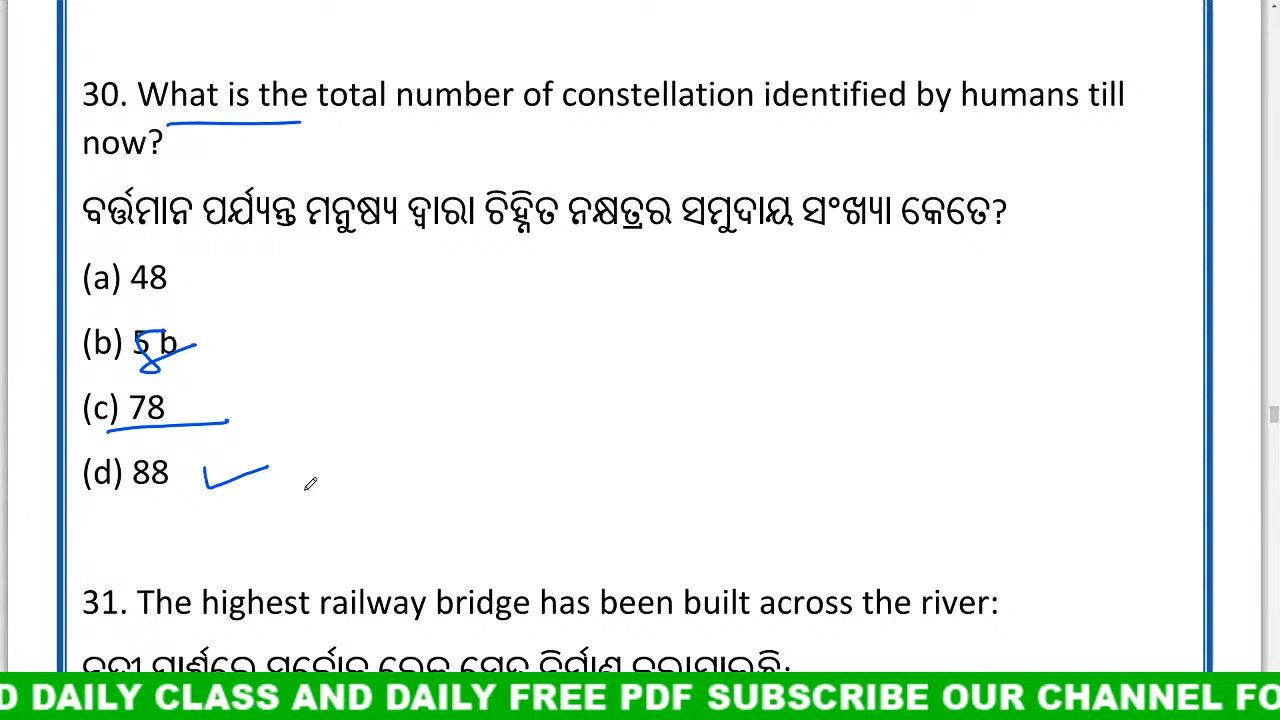 30. What is the total number of constellation identified by humans till
now?
ବର୍ତ୍ତମାନ ପର୍ଯ୍ୟନ୍ତ ମନୁଷ୍ୟ ଦ୍ୱାରା ଚିହ୍ନିତ ନକ୍ଷତ୍ରର ସମୁଦାୟ ସଂଖ୍ୟା କେତେ?
(a) 48
(b) 5 b
(c) 78
(d) 88
31. The highest railway bridge has been built across the river:
D DAILY CLASS AND DAILY FREE PDF SUBSCRIBE OUR CHANNEL FO